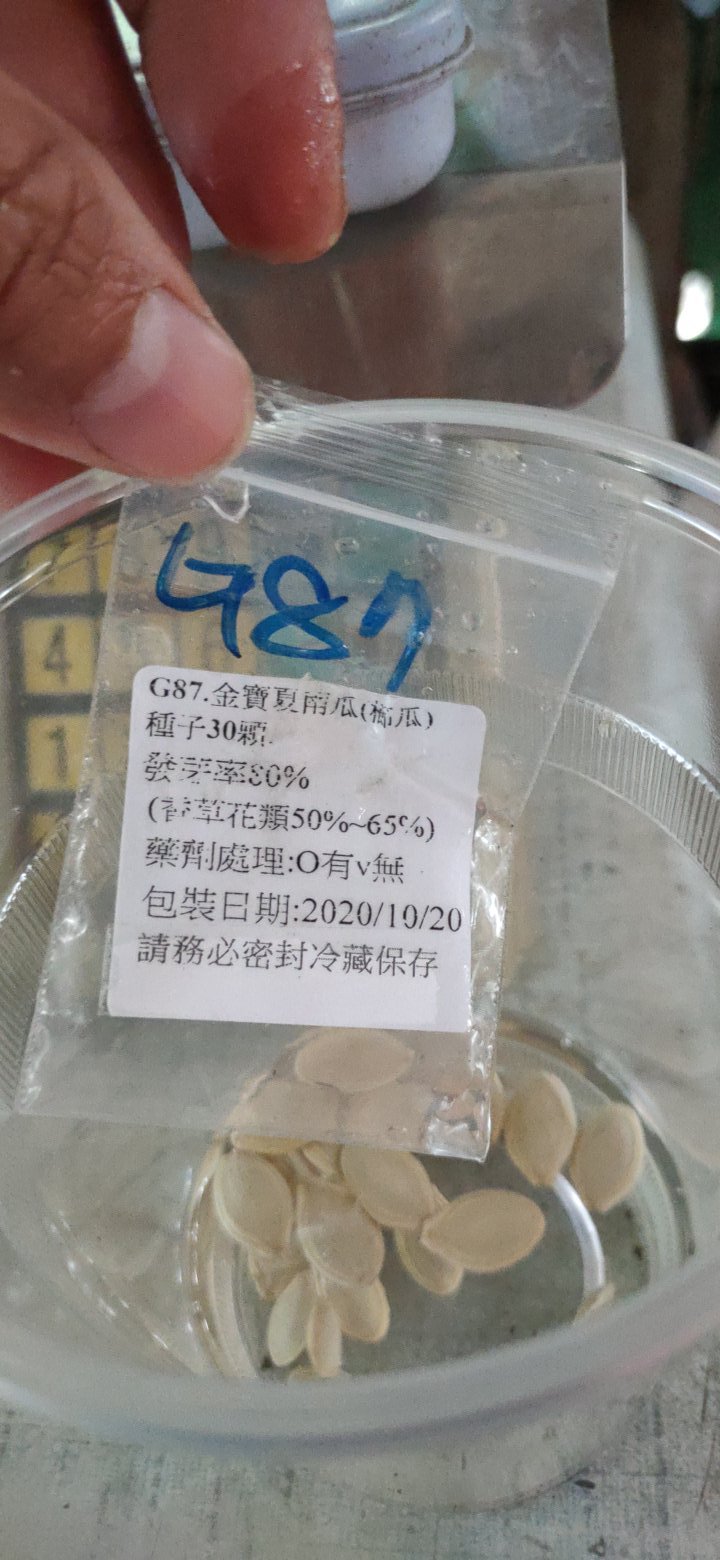 G87
G87.金寶夏南瓜(櫛瓜)
種子30顆.
發芽率80%
(香草花類50%~65%)
藥劑處理:O有v無
包裝日期:2020/10/20
請務必密封冷藏保存
4
1